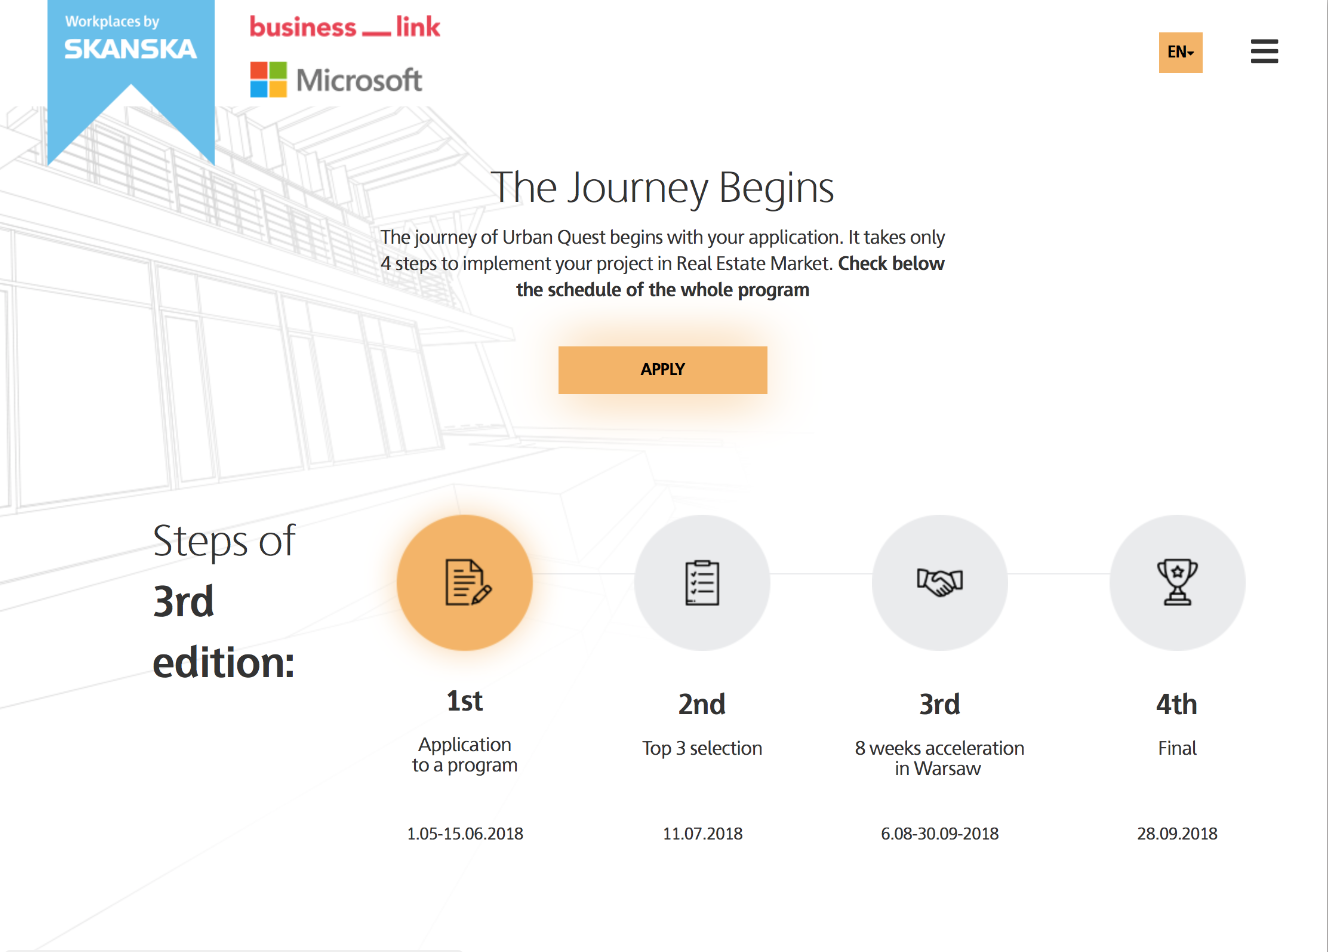 Workplaces by
SKANSKA
business__link
Microsoft
EN
The Journey Begins
The journey of Urban Quest begins with your application. It takes only
4 steps to implement your project in Real Estate Market. Check below
the schedule of the whole program
APPLY
Steps of
3rd
edition:
1st
Application
to a program
1.05-15.06.2018
2nd
Top 3 selection
11.07.2018
3rd
8 weeks acceleration
in Warsaw
6.08-30.09-2018
4th
Final
28.09.2018